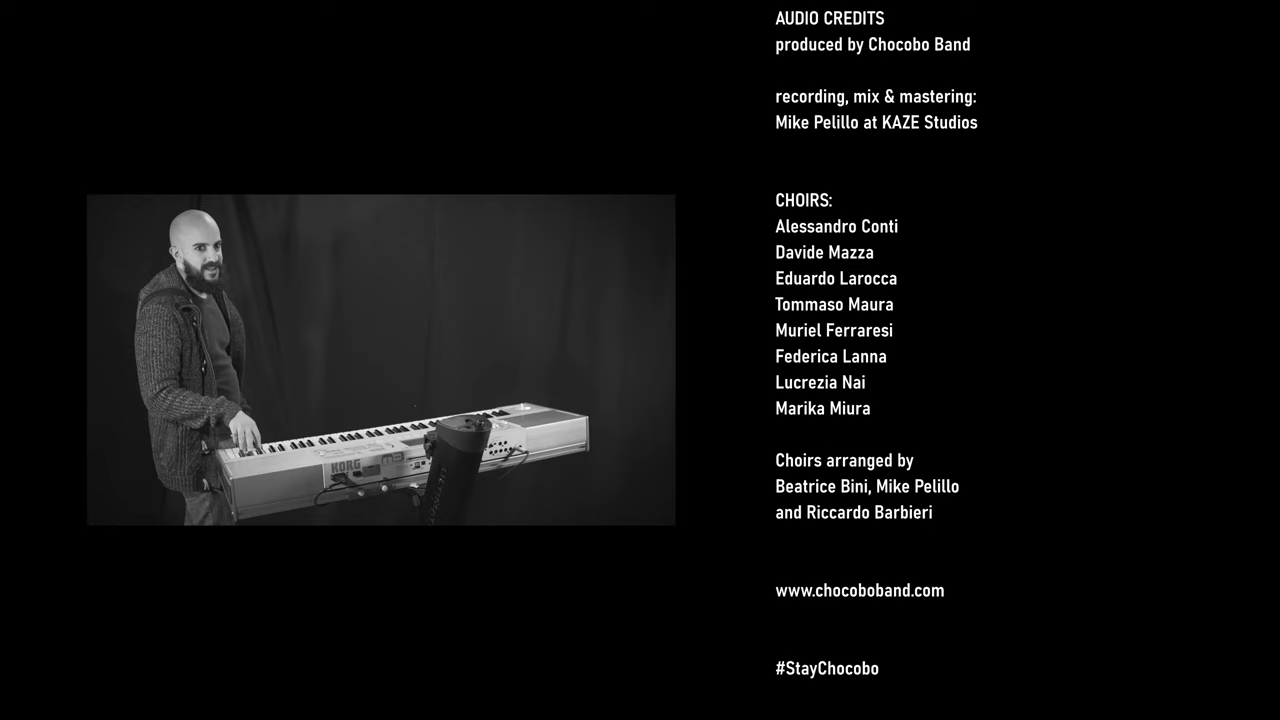 AUDIO CREDITS
produced by Chocobo Band
recording, mix & mastering:
Mike Pelillo at KAZE Studios
CHOIRS:
Alessandro Conti
Davide Mazza
Eduardo Larocca
Tommaso Maura
Muriel Ferraresi
Federica Lanna
Lucrezia Nai
Marika Miura
Choirs arranged by
Beatrice Bini, Mike Pelillo
and Riccardo Barbieri
www.chocoboband.com
#StayChocobo
KORG M3